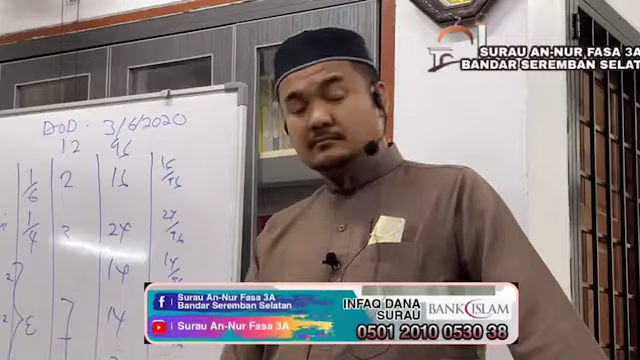 SURAU AN-NUR FASA 3A
BANDAR SEREMBAN SELAT
DOD: 3/6/2020
12 96
1/6 2 16 16/96
1/4 3 24 24/96
14 14/96
14
Surau An-Nur Fasa 3A
Bandar Seremban Selatan
Surau An-Nur Fasa 3A
INFAQ DANA
SURAU
BANK ISLAM
0501 2010 0530 38